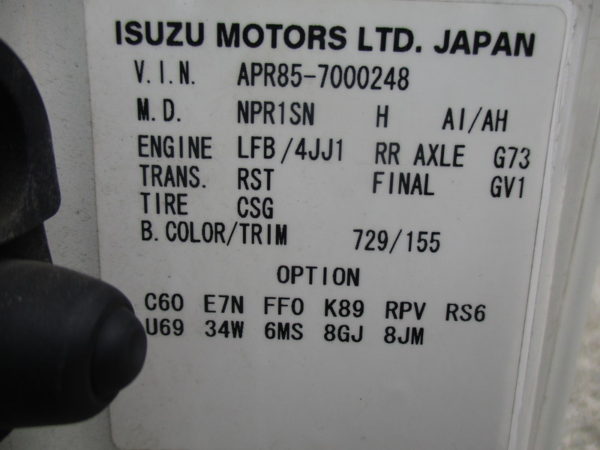 ISUZU MOTORS LTD. JAPAN
V.I.N. APR85-7000248
M.D. NPR1SN H AI/AH
ENGINE LFB/4JJ1 RR AXLE G73
TRANS. RST FINAL GV1
TIRE CSG
B.COLOR/TRIM 729/155
OPTION
C60 E7N FF0 K89 RPV RS6
U69 34W 6MS 8GJ 8JM